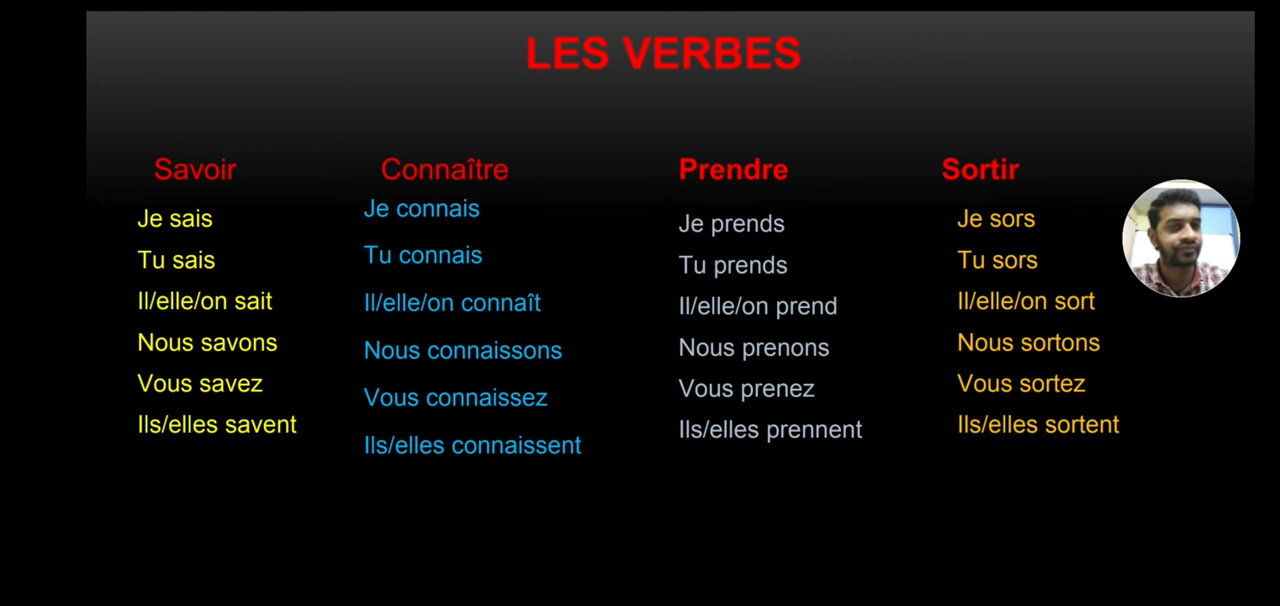 LES VERBES
Savoir
Je sais
Tu sais
Il/elle/on sait
Nous savons
Vous savez
Ils/elles savent
Connaître
Je connais
Tu connais
Il/elle/on connaît
Nous connaissons
Vous connaissez
Ils/elles connaissent
Prendre
Je prends
Tu prends
Il/elle/on prend
Nous prenons
Vous prenez
Ils/elles prennent
Sortir
Je sors
Tu sors
Il/elle/on sort
Nous sortons
Vous sortez
Ils/elles sortent